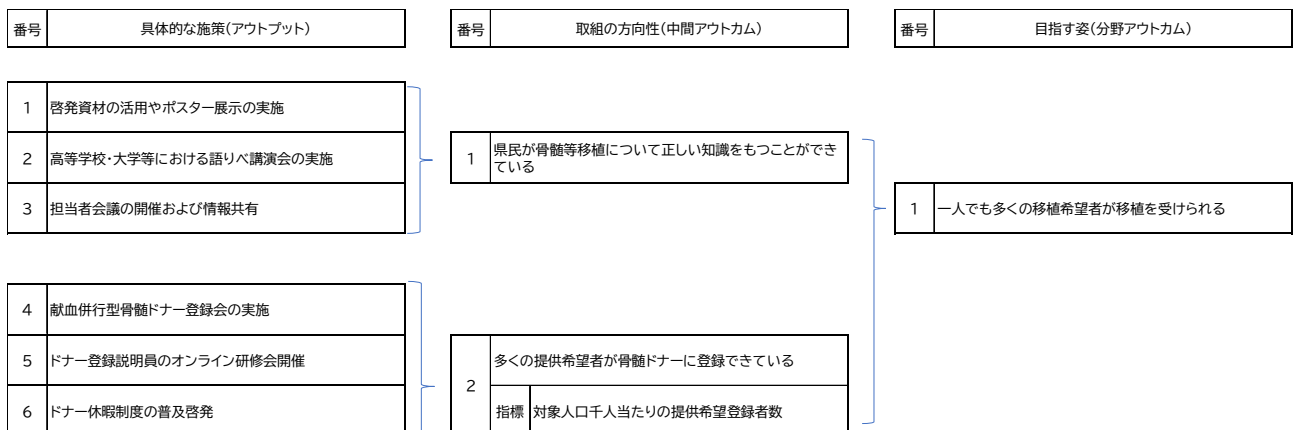 番号 具体的な施策(アウトプット) 番号 取組の方向性(中間アウトカム) 番号 目指す姿(分野アウトカム)
1 啓発資材の活用やポスター展示の実施
2 高等学校・大学等における語りべ講演会の実施
3 担当者会議の開催および情報共有
1 県民が骨髄等移植について正しい知識をもつことができ
ている
1 一人でも多くの移植希望者が移植を受けられる
4 献血併行型骨髄ドナー登録会の実施
5 ドナー登録説明員のオンライン研修会開催
6 ドナー休暇制度の普及啓発
2 多くの提供希望者が骨髄ドナーに登録できている
指標 対象人口千人当たりの提供希望登録者数